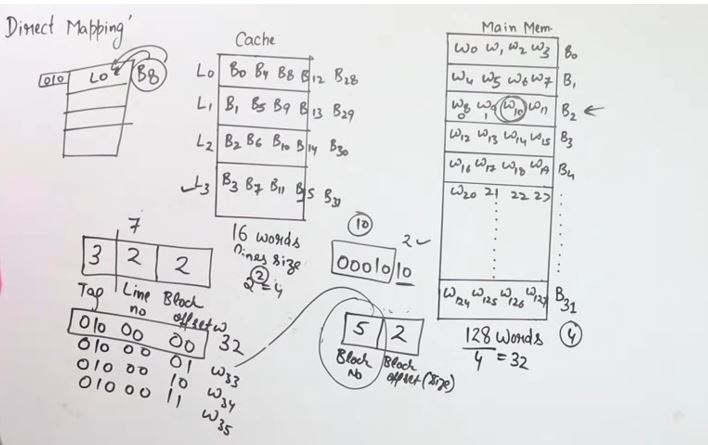 Direct Mapping'
010 L0 B8
Cache
L0 B0 B4 B8 B12 B28
L1 B1 B5 B9 B13 B29
L2 B2 B6 B10 B14 B30
L3 B3 B7 B11 B15 B31
16 words
lines size
2² = 4
Main Mem.
W0 W1 W2 W3 B0
W4 W5 W6 W7 B1
W8 W9 W10 W11 B2 ←
0 1
W12 W13 W14 W15 B3
W16 W17 W18 W19 B4
W20 21 22 23
W124 W125 W126 W127 B31
128 words 4
4 = 32
10
2 ✓
0001010
5 2
Block No Block offset (size)
7
3 2 2
Tag Line no Block offset
010 00 00 W32
010 00 01 W33
010 00 10 W34
010 00 11 W35